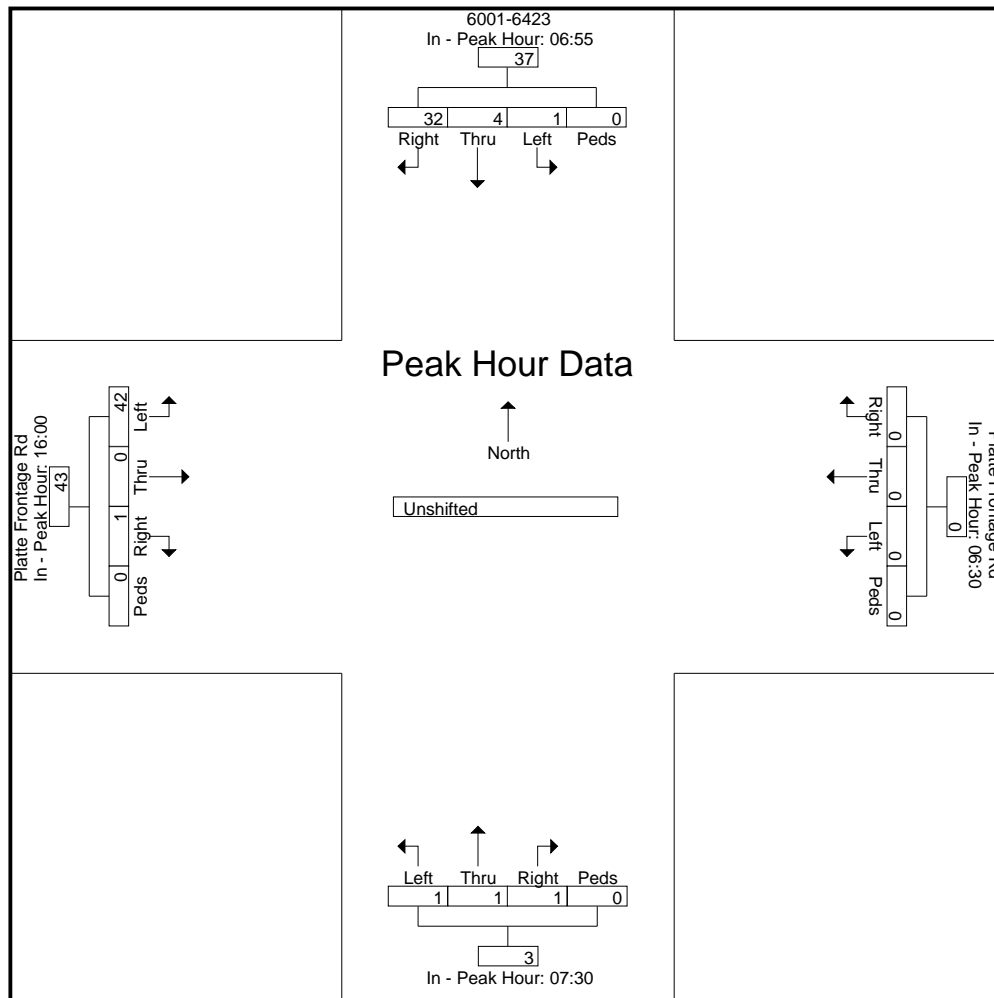 6001-6423
In - Peak Hour: 06:55
37
32 4 1 0
Right Thru Left Peds
Peak Hour Data
North
Unshifted
Platte Frontage Rd
In - Peak Hour: 16:00
43
42 0 1 0
Left Thru Right Peds
Platte Frontage Rd
In - Peak Hour: 06:30
0
0 0 0 0
Right Thru Left Peds
Left Thru Right Peds
1 1 1 0
3
In - Peak Hour: 07:30